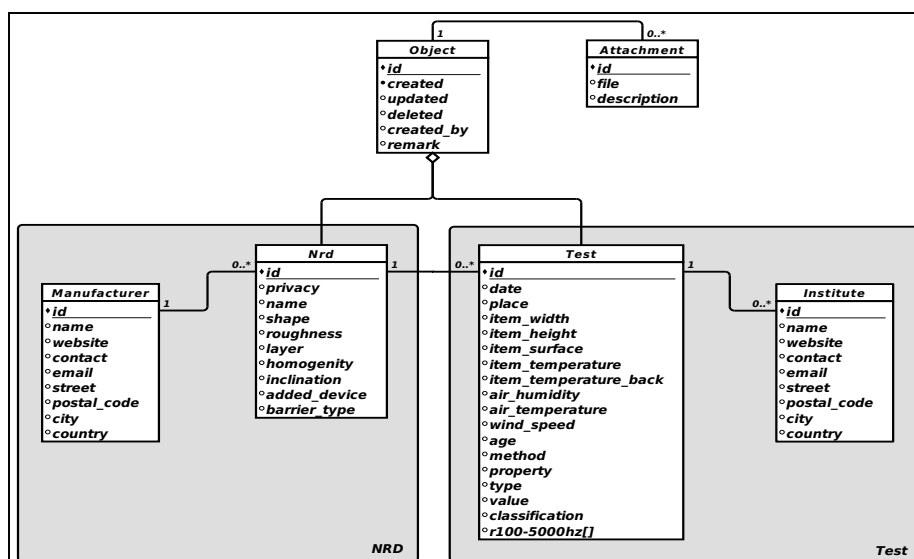 1
0..*
Object
id
created
updated
deleted
created_by
remark
Attachment
id
file
description
Nrd
id
privacy
name
shape
roughness
layer
homogenity
inclination
added_device
barrier_type
0..*
1
1
0..*
Manufacturer
id
name
website
contact
email
street
postal_code
city
country
NRD
Test
id
date
place
item_width
item_height
item_surface
item_temperature
item_temperature_back
air_humidity
air_temperature
wind_speed
age
method
property
type
value
classification
r100-5000hz[]
1
0..*
Institute
id
name
website
contact
email
street
postal_code
city
country
Test